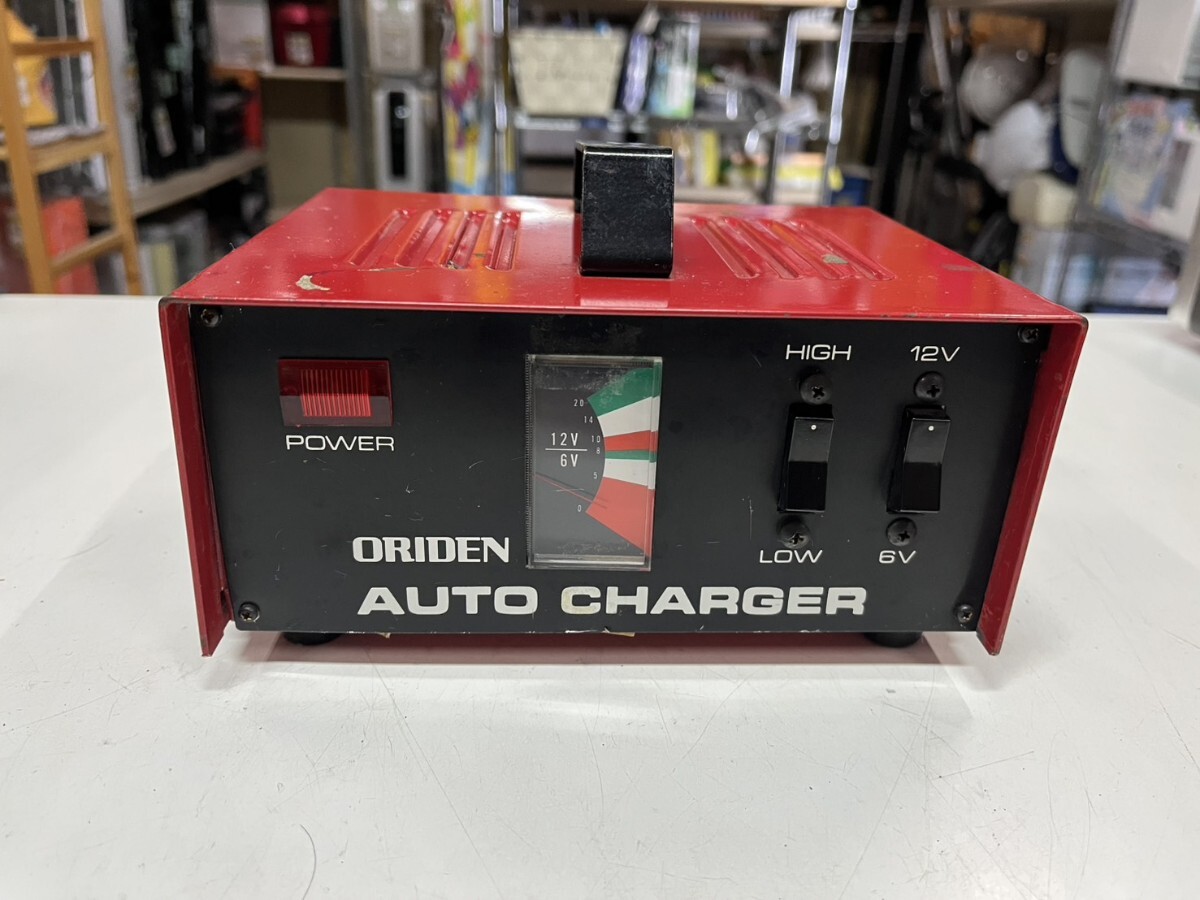 POWER
20
14
10
8
5
0
12V
6V
HIGH
LOW
12V
6V
ORIDEN
AUTO CHARGER